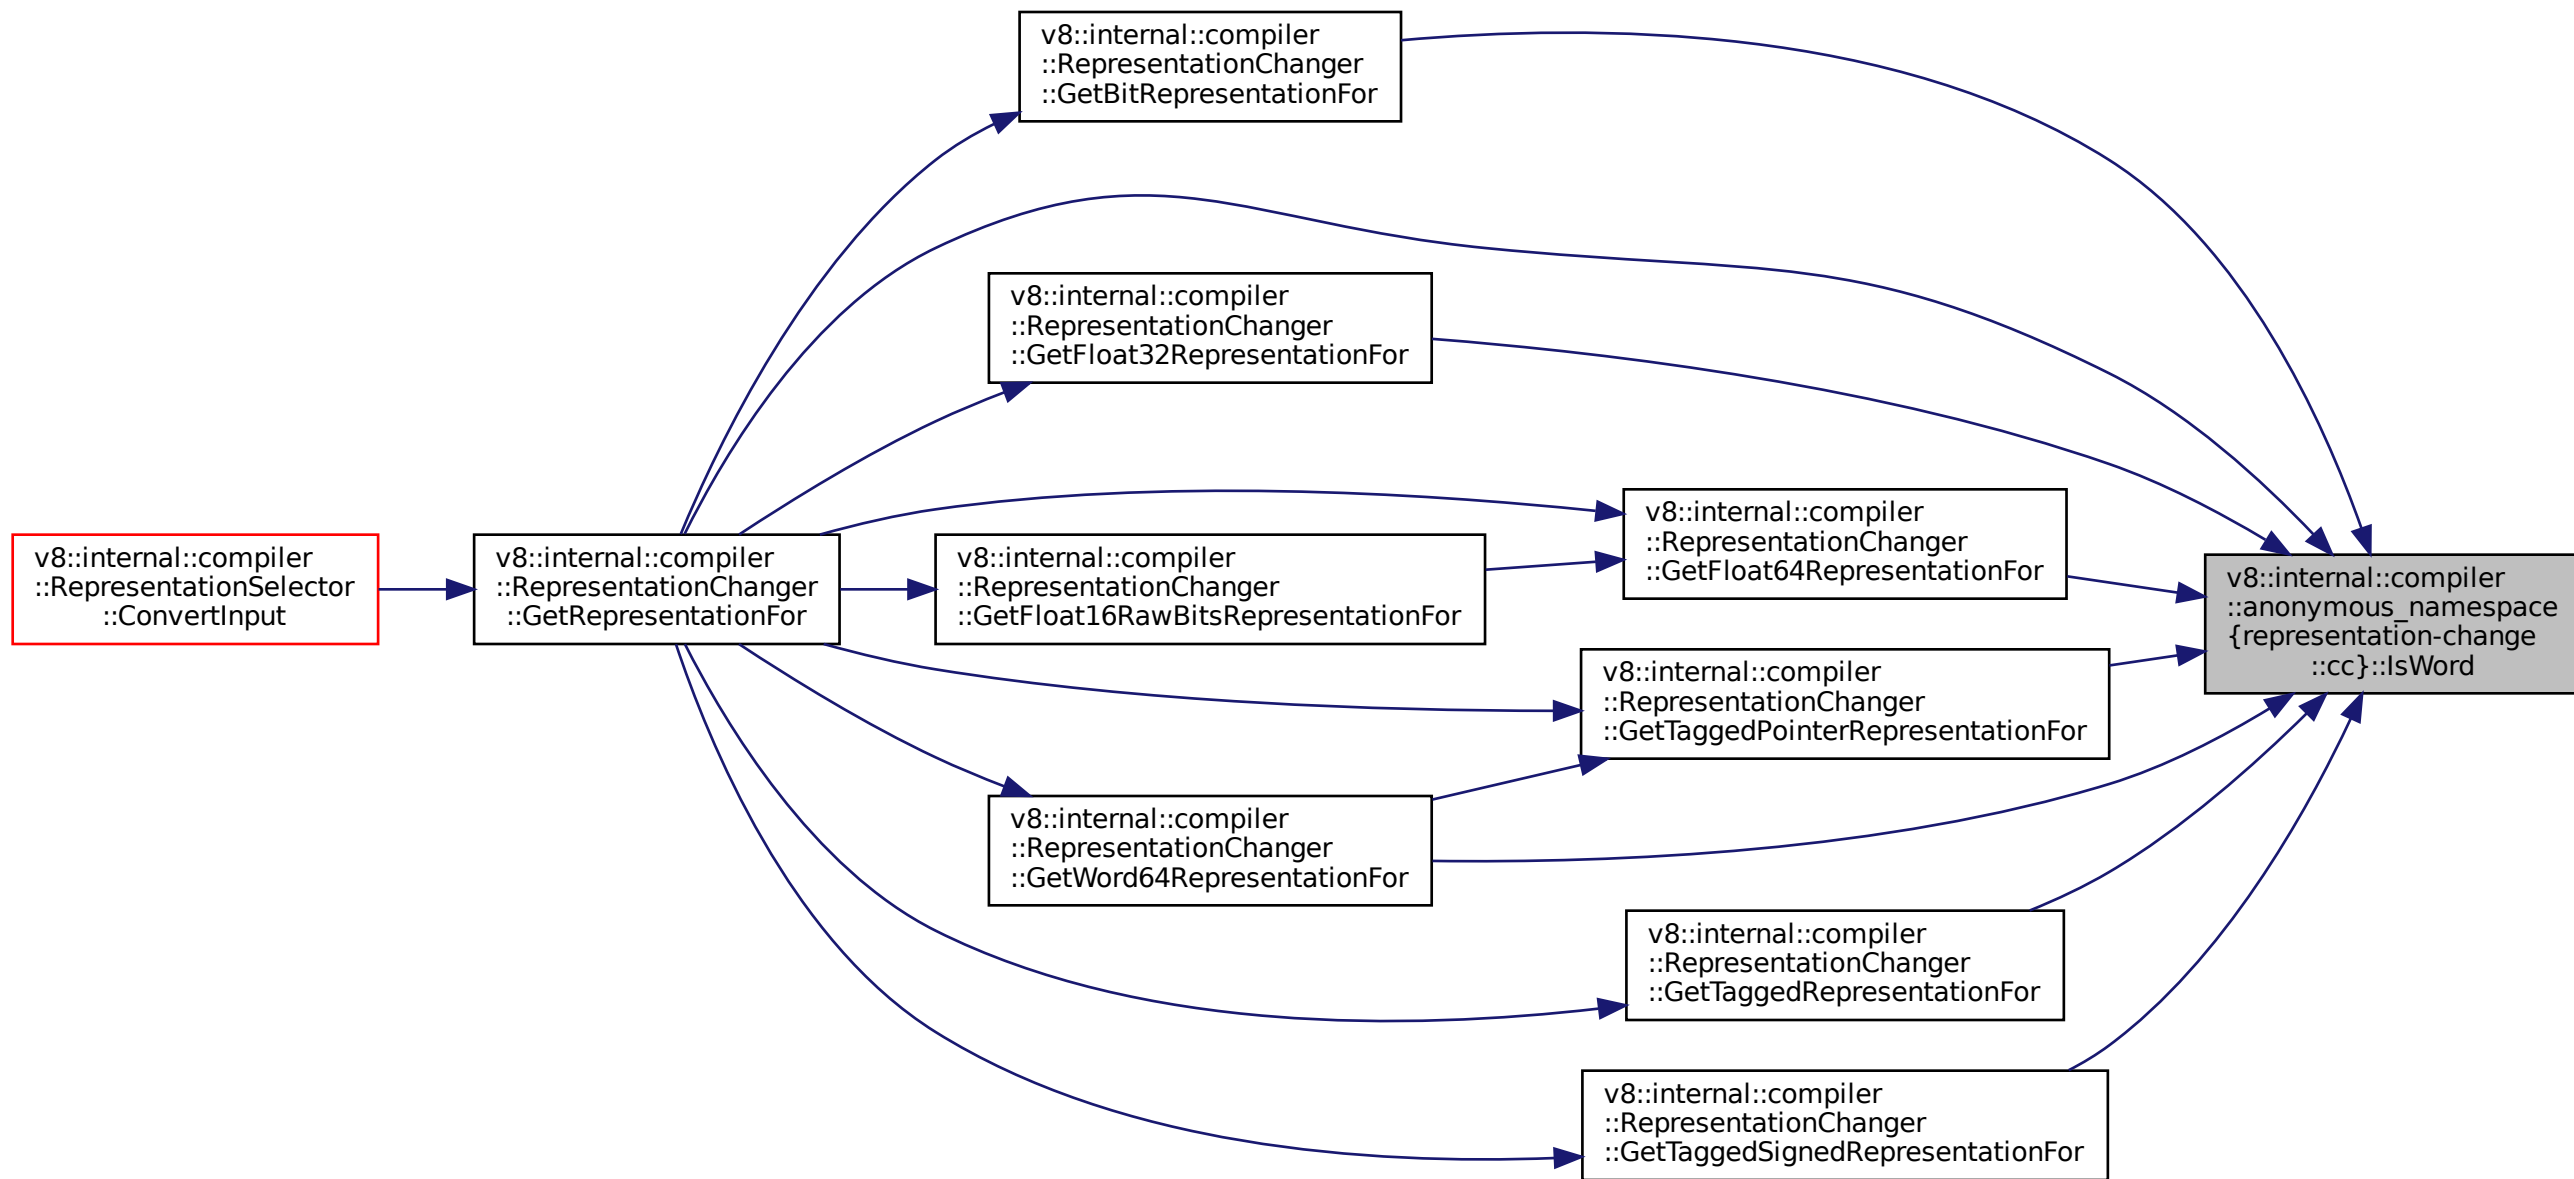 v8::internal::compiler
::RepresentationChanger
::GetBitRepresentationFor
v8::internal::compiler
::RepresentationChanger
::GetFloat32RepresentationFor
v8::internal::compiler
::RepresentationSelector
::ConvertInput
v8::internal::compiler
::RepresentationChanger
::GetRepresentationFor
v8::internal::compiler
::RepresentationChanger
::GetFloat16RawBitsRepresentationFor
v8::internal::compiler
::RepresentationChanger
::GetFloat64RepresentationFor
v8::internal::compiler
::anonymous_namespace
{representation-change
::cc}::IsWord
v8::internal::compiler
::RepresentationChanger
::GetTaggedPointerRepresentationFor
v8::internal::compiler
::RepresentationChanger
::GetWord64RepresentationFor
v8::internal::compiler
::RepresentationChanger
::GetTaggedRepresentationFor
v8::internal::compiler
::RepresentationChanger
::GetTaggedSignedRepresentationFor